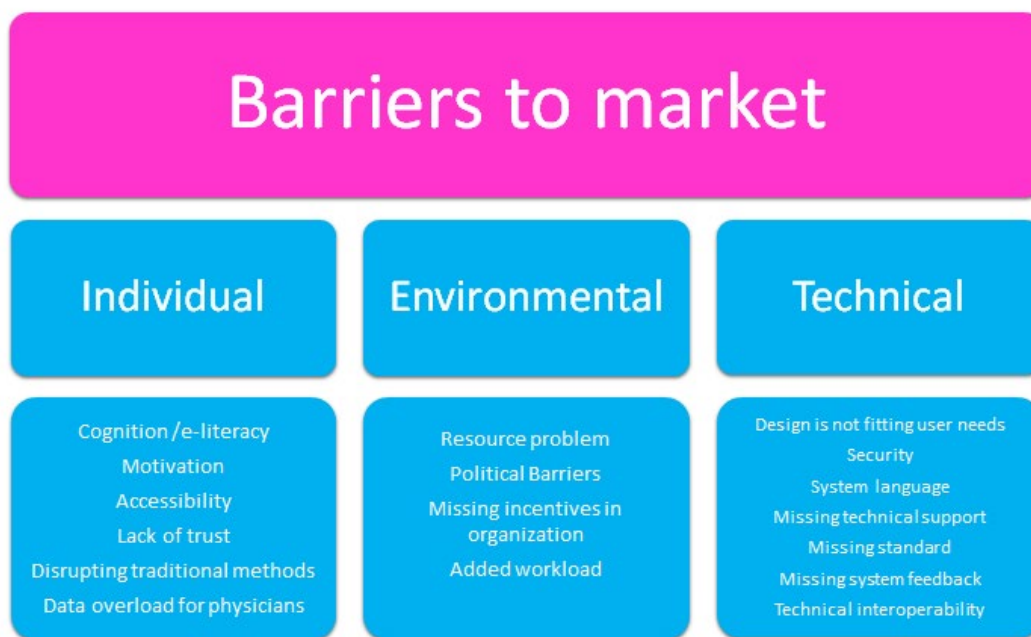 Barriers to market
Individual
Environmental
Technical
Cognition /e-literacy
Motivation
Accessibility
Lack of trust
Disrupting traditional methods
Data overload for physicians
Resource problem
Political Barriers
Missing incentives in
organization
Added workload
Design is not fitting user needs
Security
System language
Missing technical support
Missing standard
Missing system feedback
Technical interoperability